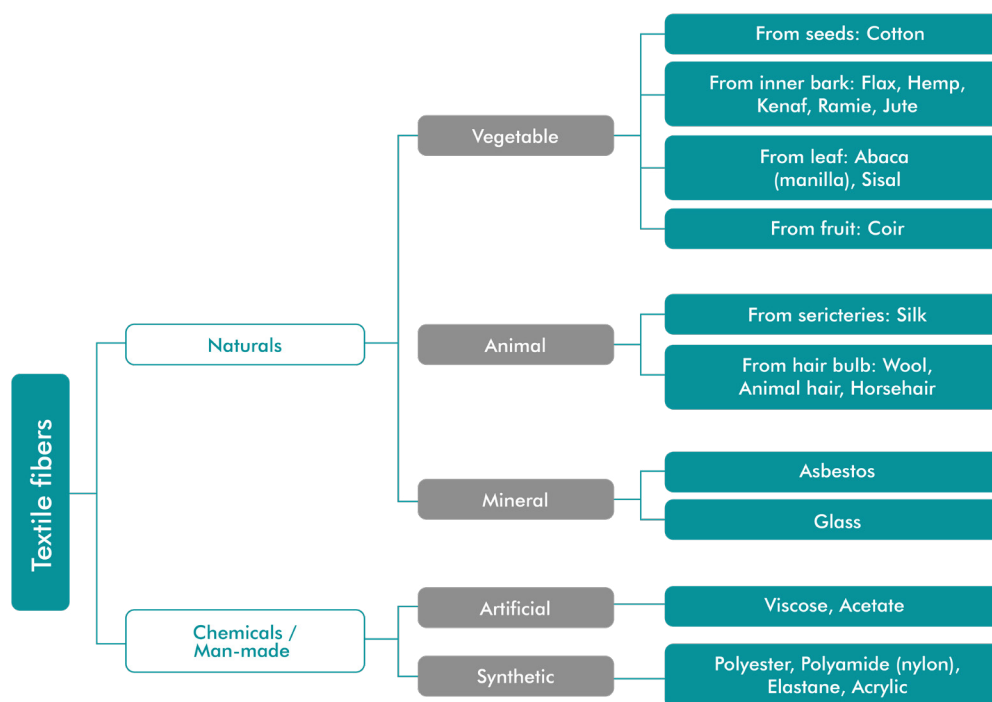 Textile fibers
Naturals
Vegetable
From seeds: Cotton
From inner bark: Flax, Hemp,
Kenaf, Ramie, Jute
From leaf: Abaca
(manilla), Sisal
From fruit: Coir
Animal
From sericteries: Silk
From hair bulb: Wool,
Animal hair, Horsehair
Mineral
Asbestos
Glass
Chemicals /
Man-made
Artificial
Viscose, Acetate
Synthetic
Polyester, Polyamide (nylon),
Elastane, Acrylic